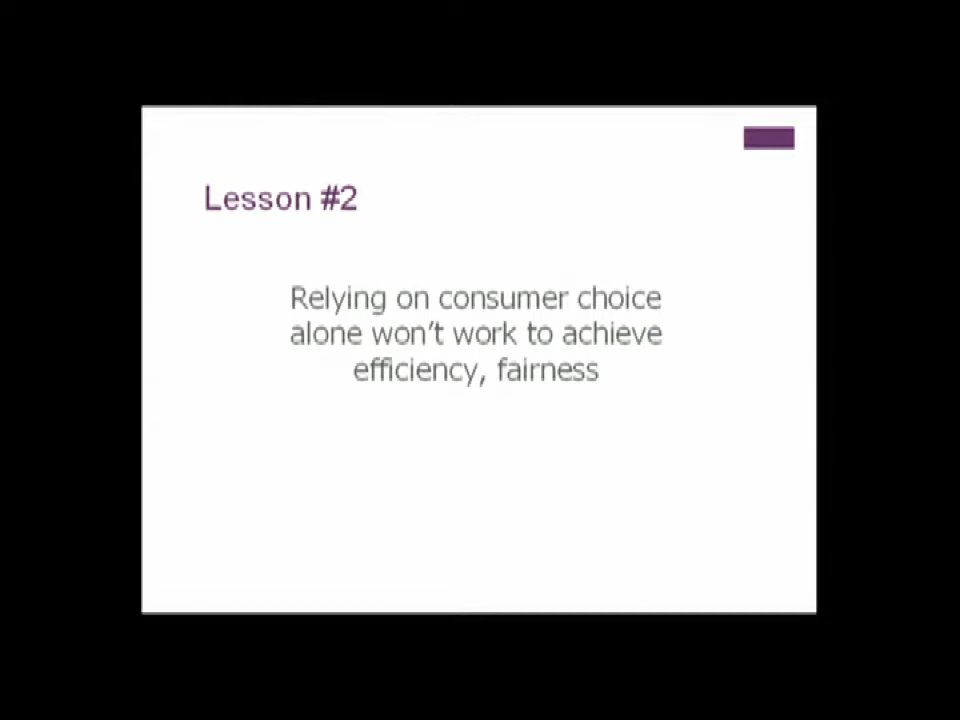 Lesson #2
Relying on consumer choice
alone won't work to achieve
efficiency, fairness